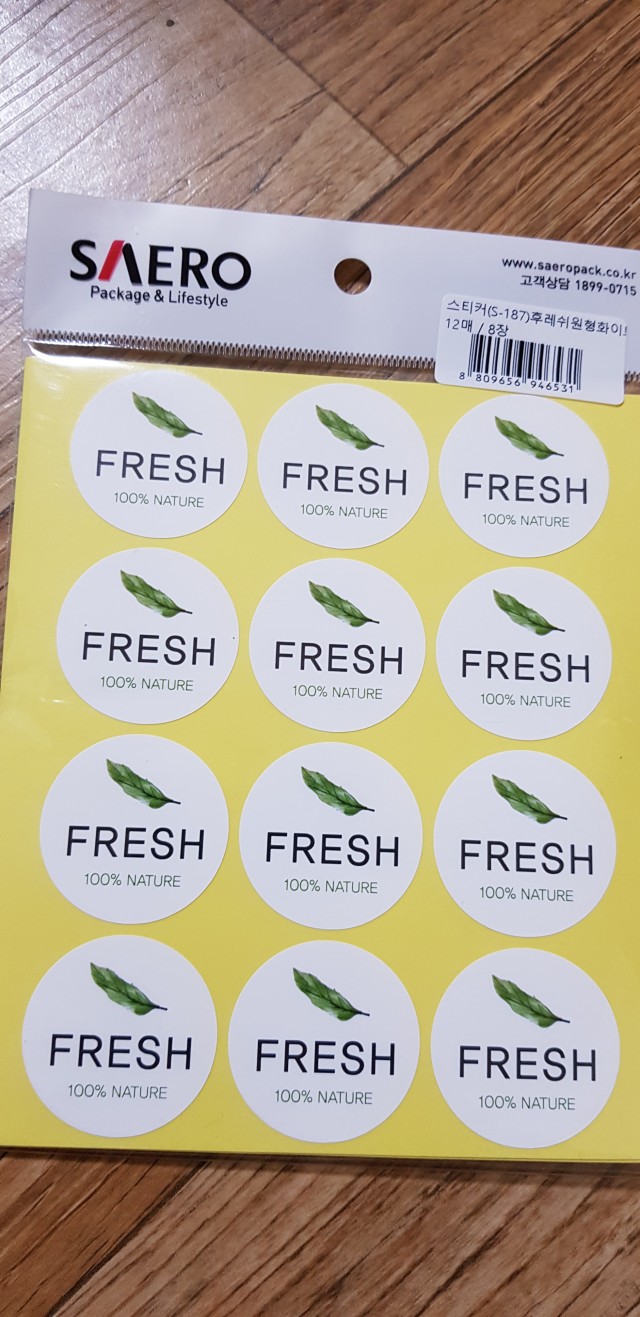 SAERO
Package & Lifestyle
www.saeropack.co.kr
고객상담 1899-0715
스티커(S-187)후레쉬원형화이트
12매 / 8장
8 809656 946531
FRESH
100% NATURE
FRESH
100% NATURE
FRESH
100% NATURE
FRESH
100% NATURE
FRESH
100% NATURE
FRESH
100% NATURE
FRESH
100% NATURE
FRESH
100% NATURE
FRESH
100% NATURE
FRESH
100% NATURE
FRESH
100% NATURE
FRESH
100% NATURE